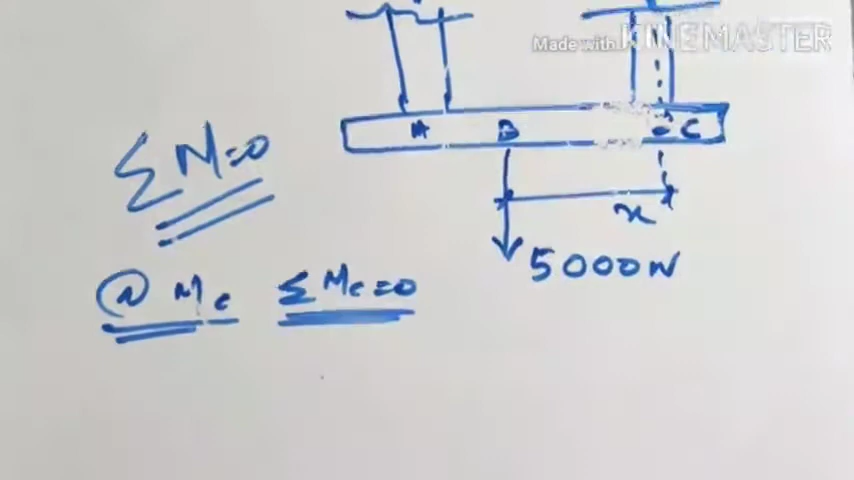 Made with KINEMASTER
A B C
ΣM=0
x
5000N
@ Mc ΣMc=0